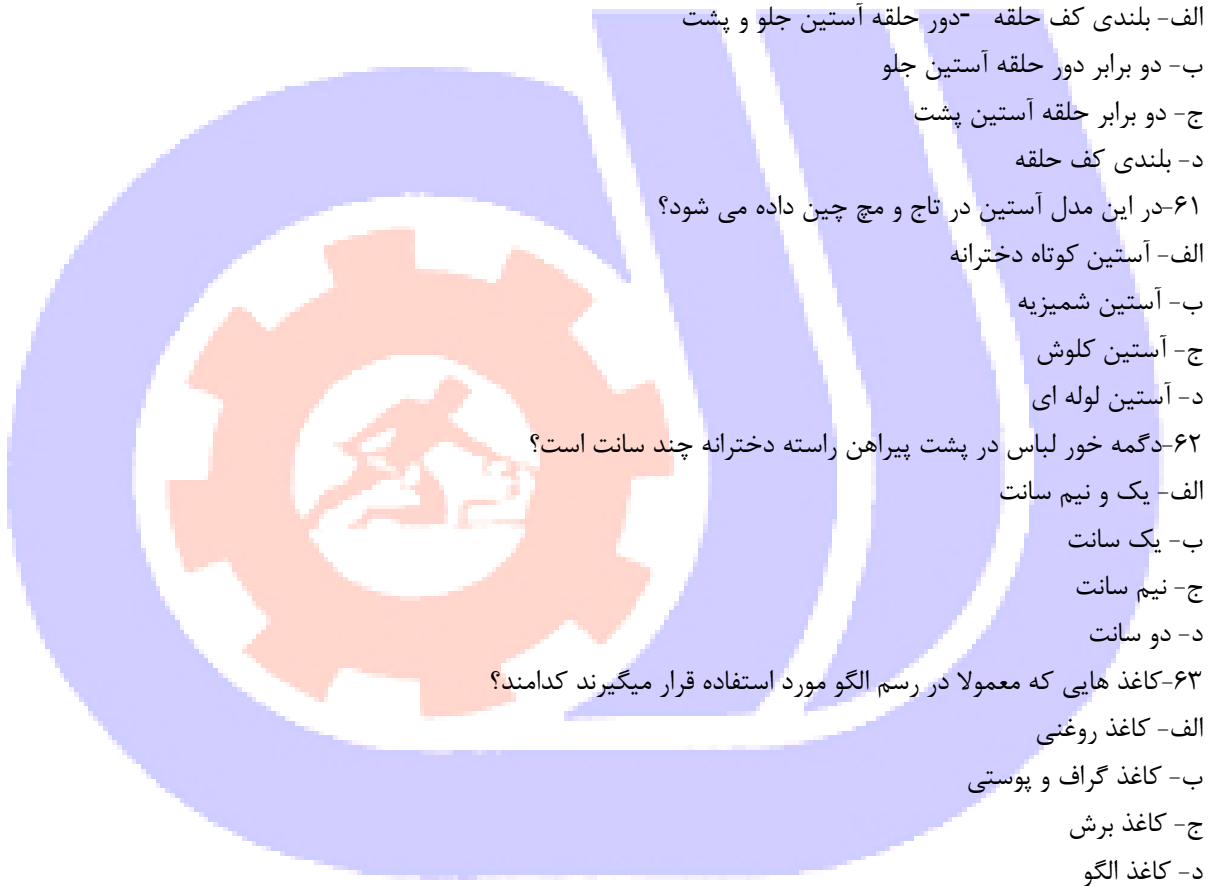 الف- بلندی کف حلقه -دور حلقه آستین جلو و پشت
ب- دو برابر دور حلقه آستین جلو
ج- دو برابر حلقه آستین پشت
د- بلندی کف حلقه
۶۱-در این مدل آستین در تاج و مچ چین داده می شود؟
الف- آستین کوتاه دخترانه
ب- آستین شمیزیه
ج- آستین کلوش
د- آستین لوله ای
۶۲-دگمه خور لباس در پشت پیراهن راسته دخترانه چند سانت است؟
الف- یک و نیم سانت
ب- یک سانت
ج- نیم سانت
د- دو سانت
۶۳-کاغذ هایی که معمولا در رسم الگو مورد استفاده قرار میگیرند کدامند؟
الف- کاغذ روغنی
ب- کاغذ گراف و پوستی
ج- کاغذ برش
د- کاغذ الگو